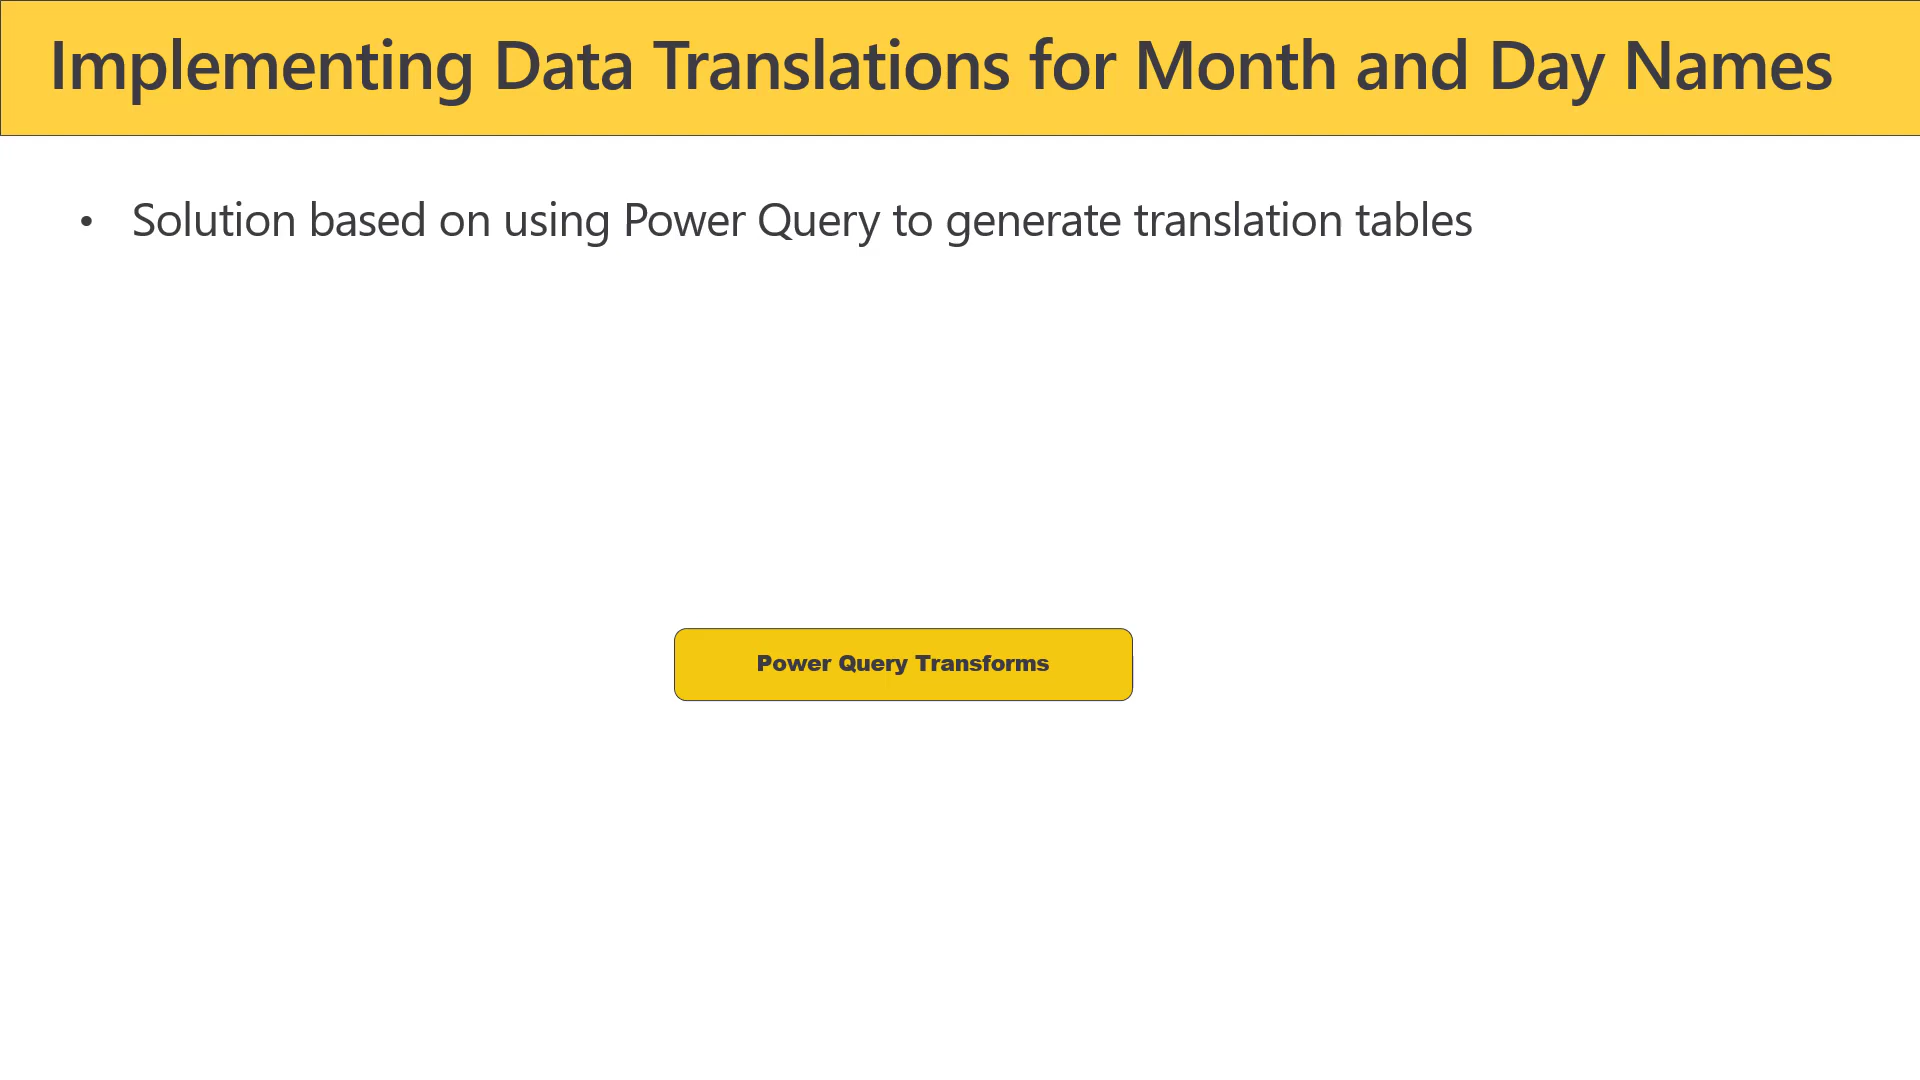 Implementing Data Translations for Month and Day Names
• Solution based on using Power Query to generate translation tables
Power Query Transforms